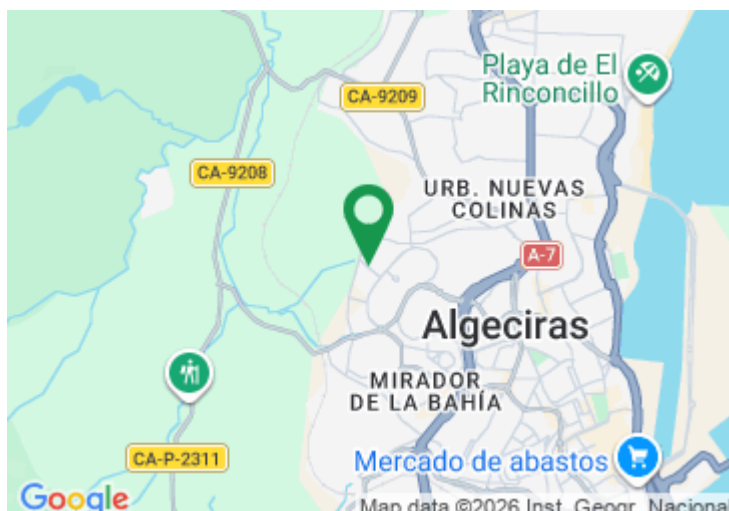 Playa de El
Rinconcillo
CA-9209
CA-9208
URB. NUEVAS
COLINAS
A-7
Algeciras
MIRADOR
DE LA BAHÍA
CA-P-2311
Mercado de abastos
Google
Map data ©2026 Inst. Geogr. Nacional